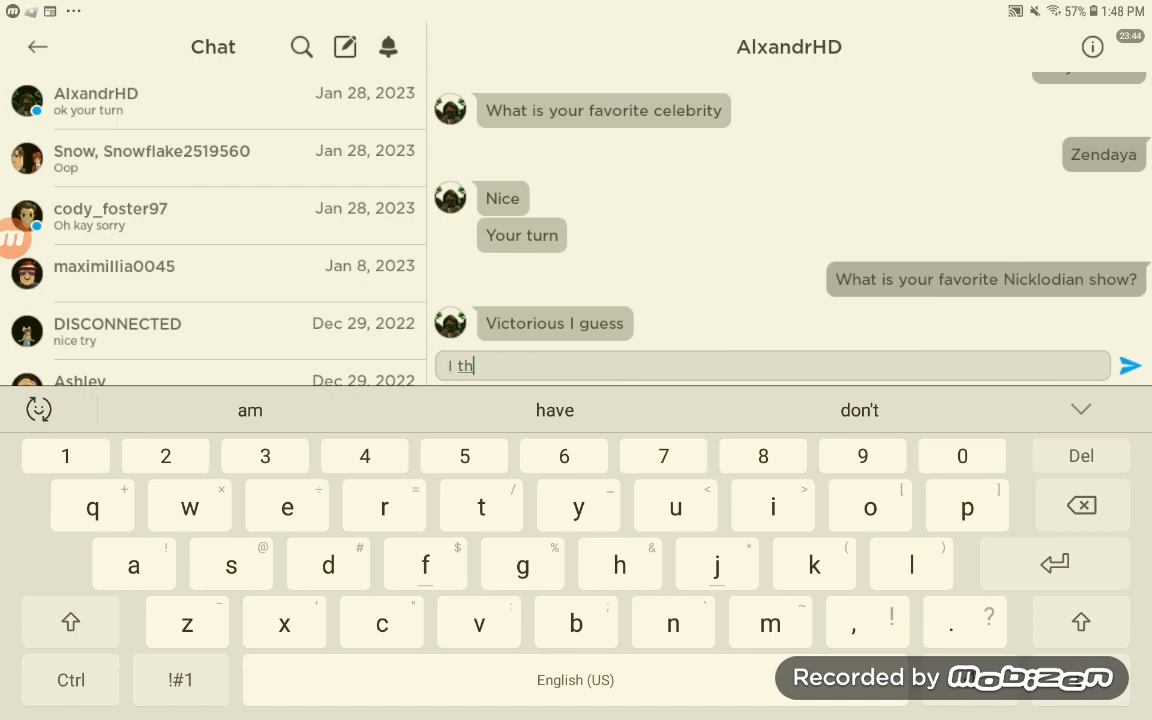 57% 1:48 PM
Chat
AlxandrHD
23:44
AlxandrHD Jan 28, 2023
ok your turn
Snow, Snowflake2519560 Jan 28, 2023
Oop
cody_foster97 Jan 28, 2023
Oh kay sorry
maximillia0045 Jan 8, 2023
DISCONNECTED Dec 29, 2022
nice try
Ashley Dec 29, 2022
What is your favorite celebrity
Zendaya
Nice
Your turn
What is your favorite Nicklodian show?
Victorious I guess
I th
am have don't
1 2 3 4 5 6 7 8 9 0 Del
+ × ÷ = / _ < > [ ]
q w e r t y u i o p
! @ # $ % & * ( )
a s d f g h j k l
- ' " : ; ` ~ ! ?
z x c v b n m , .
Ctrl !#1 English (US)
Recorded by mobizen